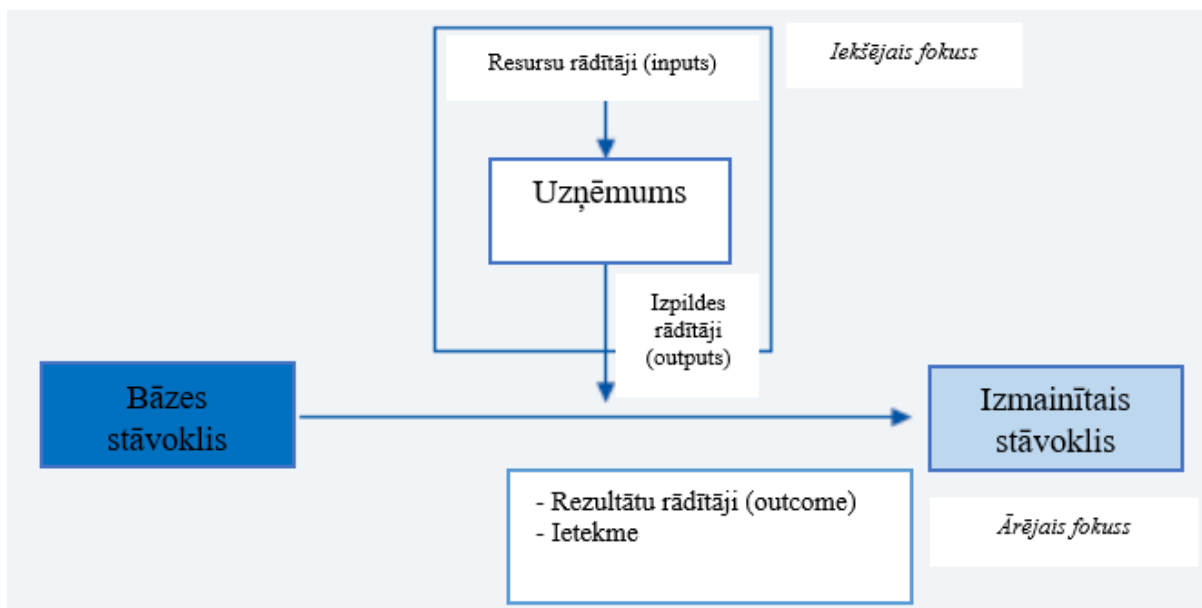 Resursu rādītāji (inputs)
Iekšējais fokuss
Uzņēmums
Izpildes
rādītāji
(outputs)
Bāzes
stāvoklis
Izmainītais
stāvoklis
- Rezultātu rādītāji (outcome)
- Ietekme
Ārējais fokuss